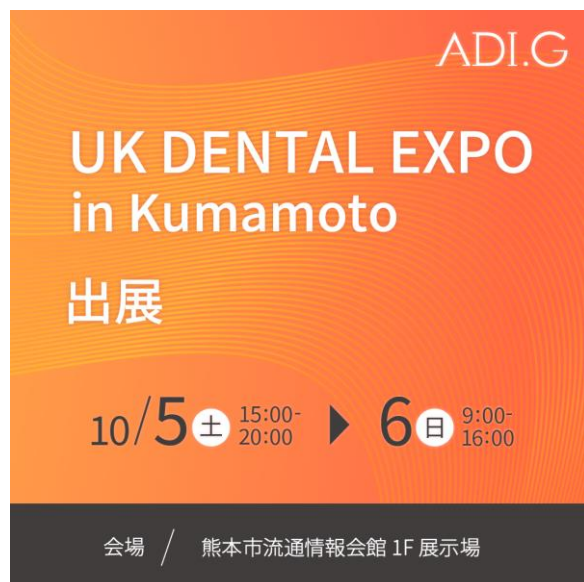 ADI.G
UK DENTAL EXPO
in Kumamoto
出展
10/5 土 15:00-20:00 ▶ 6 日 9:00-16:00
会場 / 熊本市流通情報会館 1F 展示場